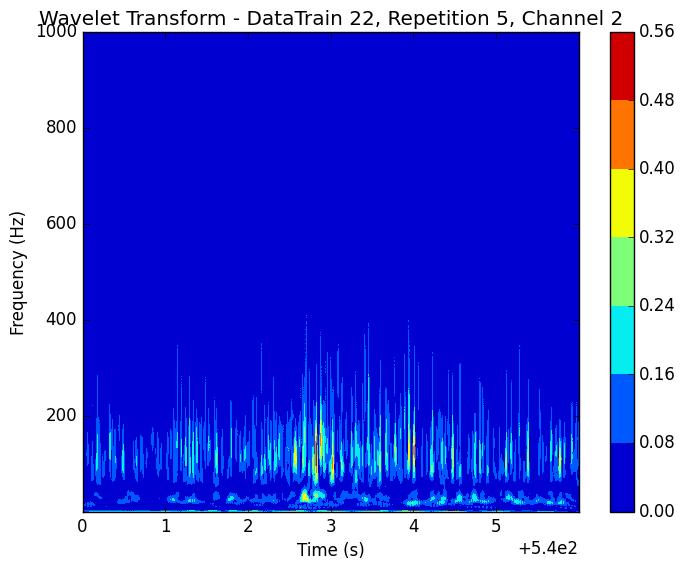 Wavelet Transform - DataTrain 22, Repetition 5, Channel 2
1000
800
600
400
200
Frequency (Hz)
0 1 2 3 4 5
Time (s)
+5.4e2
0.56
0.48
0.40
0.32
0.24
0.16
0.08
0.00